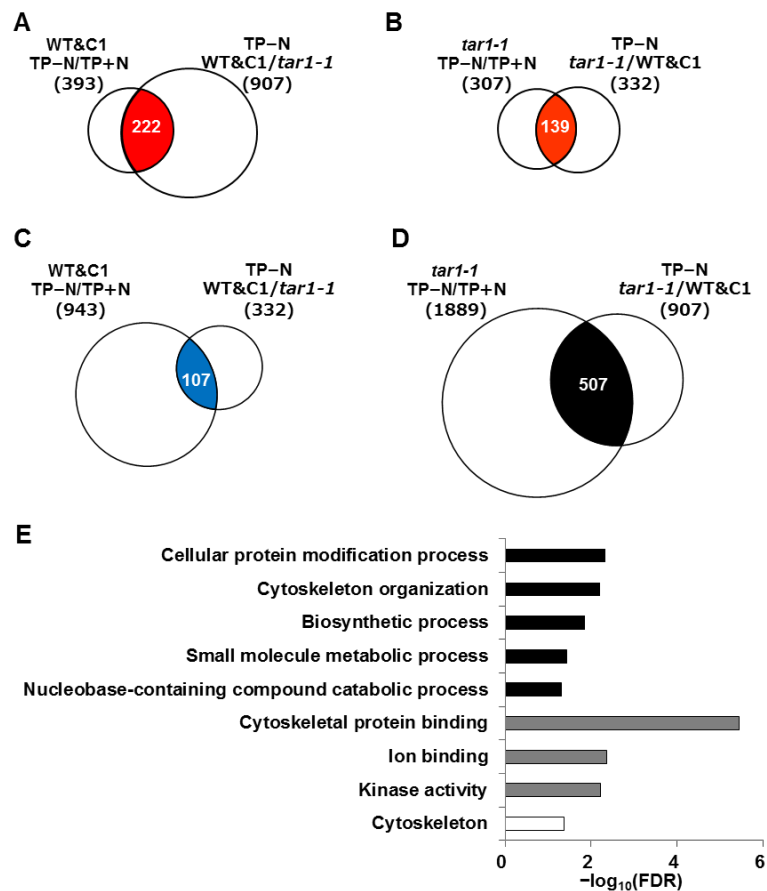 A
WT&C1
TP−N/TP+N
(393)
TP−N
WT&C1/tar1-1
(907)
222
B
tar1-1
TP−N/TP+N
(307)
TP−N
tar1-1/WT&C1
(332)
139
C
WT&C1
TP−N/TP+N
(943)
TP−N
WT&C1/tar1-1
(332)
107
D
tar1-1
TP−N/TP+N
(1889)
TP−N
tar1-1/WT&C1
(907)
507
E
Cellular protein modification process
Cytoskeleton organization
Biosynthetic process
Small molecule metabolic process
Nucleobase-containing compound catabolic process
Cytoskeletal protein binding
Ion binding
Kinase activity
Cytoskeleton
0 2 4 6
−log10(FDR)